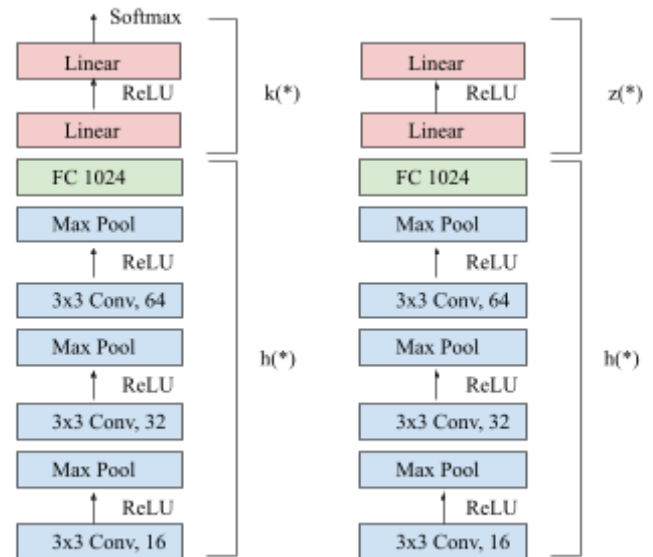 Softmax
Linear
ReLU
Linear
k(*)
FC 1024
Max Pool
ReLU
3x3 Conv, 64
Max Pool
ReLU
3x3 Conv, 32
Max Pool
ReLU
3x3 Conv, 16
h(*)
Linear
ReLU
Linear
z(*)
FC 1024
Max Pool
ReLU
3x3 Conv, 64
Max Pool
ReLU
3x3 Conv, 32
Max Pool
ReLU
3x3 Conv, 16
h(*)